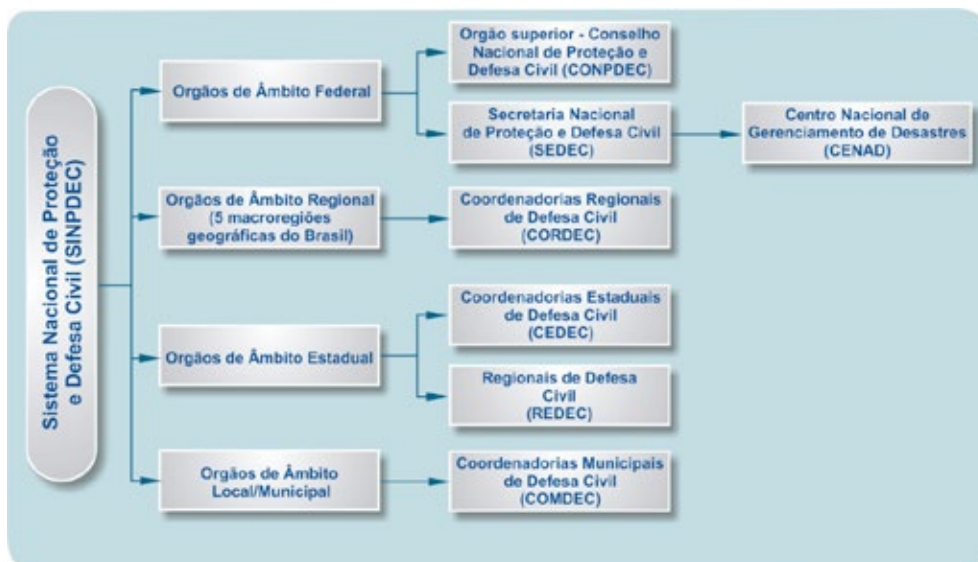 Sistema Nacional de Proteção
e Defesa Civil (SINPDEC)
Orgãos de Âmbito Federal
Orgão superior - Conselho
Nacional de Proteção e
Defesa Civil (CONPDEC)
Secretaria Nacional
de Proteção e Defesa Civil
(SEDEC)
Centro Nacional de
Gerenciamento de Desastres
(CENAD)
Orgãos de Âmbito Regional
(5 macroregiões
geográficas do Brasil)
Coordenadorias Regionais
de Defesa Civil
(CORDEC)
Orgãos de Âmbito Estadual
Coordenadorias Estaduais
de Defesa Civil
(CEDEC)
Regionais de Defesa
Civil
(REDEC)
Orgãos de Âmbito
Local/Municipal
Coordenadorias Municipais
de Defesa Civil
(COMDEC)